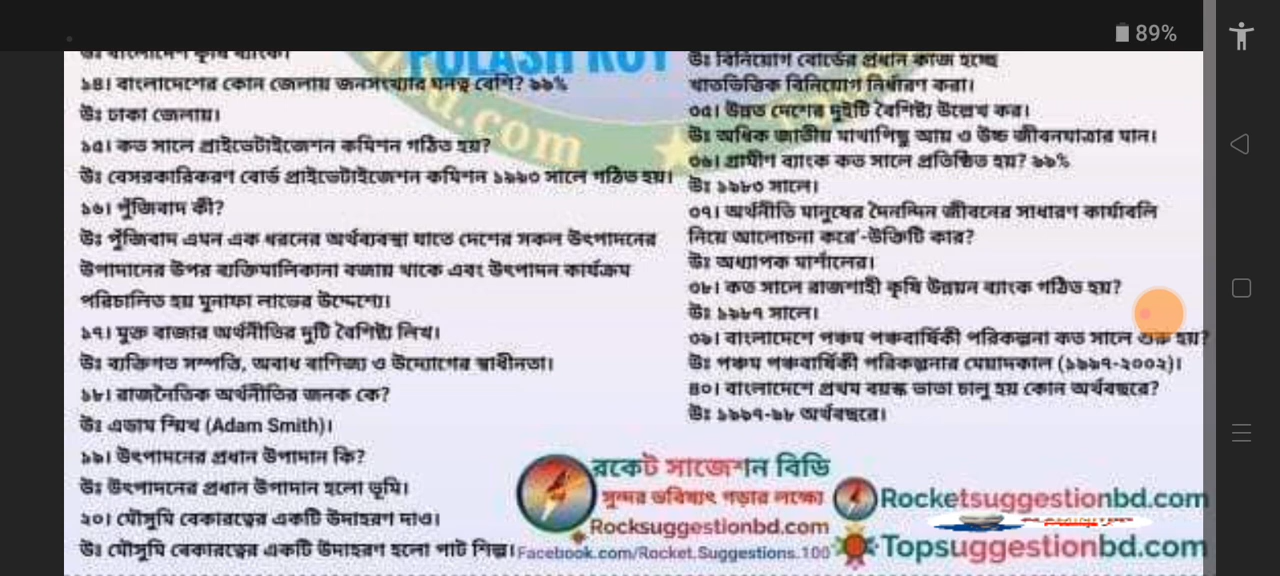 89%
POLASH ROY
bd.com
উঃ বাংলাদেশ কৃষি ব্যাংক।
১৪। বাংলাদেশের কোন জেলায় জনসংখ্যার ঘনত্ব বেশি? ৯৯%
উঃ ঢাকা জেলায়।
১৫। কত সালে প্রাইভেটাইজেশন কমিশন গঠিত হয়?
উঃ বেসরকারিকরণ বোর্ড প্রাইভেটাইজেশন কমিশন ১৯৯৩ সালে গঠিত হয়।
১৬। পুঁজিবাদ কী?
উঃ পুঁজিবাদ এমন এক ধরনের অর্থব্যবস্থা যাতে দেশের সকল উৎপাদনের
উপাদানের উপর ব্যক্তিমালিকানা বজায় থাকে এবং উৎপাদন কার্যক্রম
পরিচালিত হয় মুনাফা লাভের উদ্দেশ্যে।
১৭। মুক্ত বাজার অর্থনীতির দুটি বৈশিষ্ট্য লিখ।
উঃ ব্যক্তিগত সম্পত্তি, অবাধ বাণিজ্য ও উদ্যোগের স্বাধীনতা।
১৮। রাজনৈতিক অর্থনীতির জনক কে?
উঃ এডাম স্মিথ (Adam Smith)।
১৯। উৎপাদনের প্রধান উপাদান কি?
উঃ উৎপাদনের প্রধান উপাদান হলো ভূমি।
২০। মৌসুমি বেকারত্বের একটি উদাহরণ দাও।
উঃ মৌসুমি বেকারত্বের একটি উদাহরণ হলো পাট শিল্প।
উঃ বিনিয়োগ বোর্ডের প্রধান কাজ হচ্ছে
খাতভিত্তিক বিনিয়োগ নির্ধারণ করা।
৩৫। উন্নত দেশের দুইটি বৈশিষ্ট্য উল্লেখ কর।
উঃ অধিক জাতীয় মাথাপিছু আয় ও উচ্চ জীবনযাত্রার মান।
৩৬। গ্রামীণ ব্যাংক কত সালে প্রতিষ্ঠিত হয়? ৯৯%
উঃ ১৯৮৩ সালে।
৩৭। অর্থনীতি মানুষের দৈনন্দিন জীবনের সাধারণ কার্যাবলি
নিয়ে আলোচনা করে'-উক্তিটি কার?
উঃ অধ্যাপক মার্শালের।
৩৮। কত সালে রাজশাহী কৃষি উন্নয়ন ব্যাংক গঠিত হয়?
উঃ ১৯৮৭ সালে।
৩৯। বাংলাদেশে পঞ্চম পঞ্চবার্ষিকী পরিকল্পনা কত সালে শুরু হয়?
উঃ পঞ্চম পঞ্চবার্ষিকী পরিকল্পনার মেয়াদকাল (১৯৯৭-২০০২)।
৪০। বাংলাদেশে প্রথম বয়স্ক ভাতা চালু হয় কোন অর্থবছরে?
উঃ ১৯৯৭-৯৮ অর্থবছরে।
রকেট সাজেশন বিডি
সুন্দর ভবিষ্যৎ গড়ার লক্ষ্যে
Rocksuggestionbd.com
Facebook.com/Rocket.Suggestions.100
Rocketsuggestionbd.com
Topsuggestionbd.com